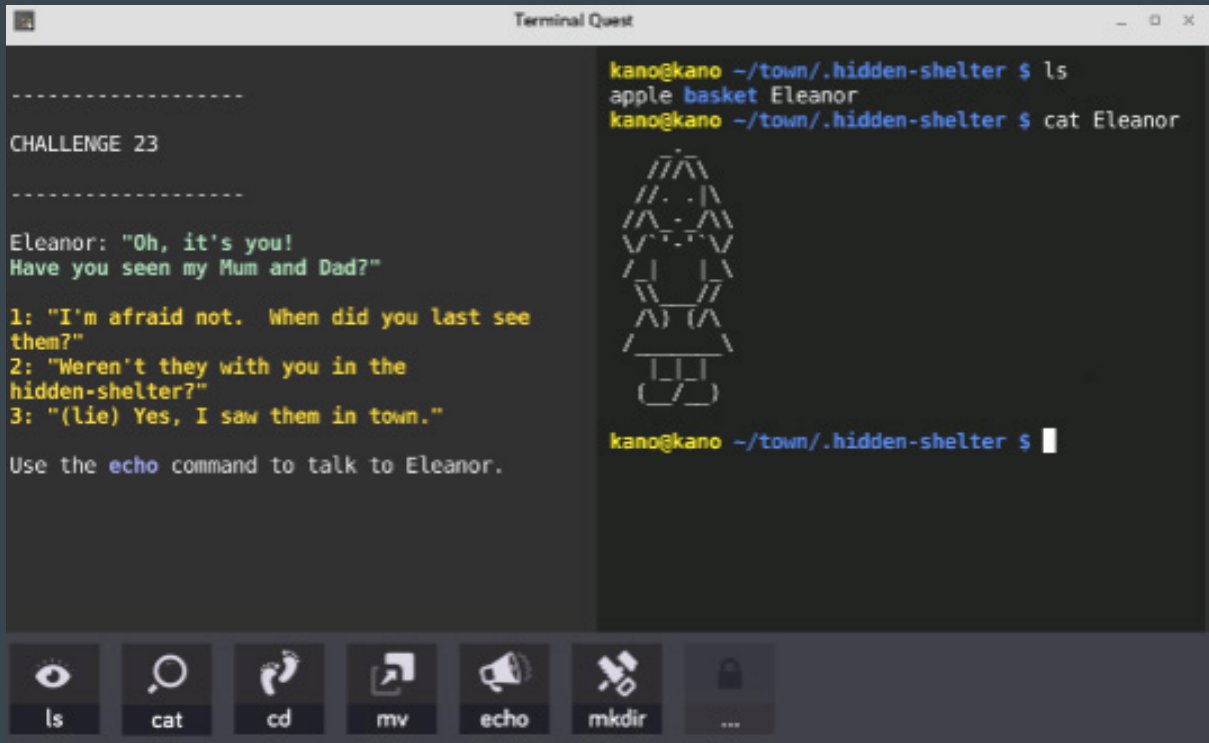 Terminal Quest
-------------------
CHALLENGE 23
-------------------
Eleanor: "Oh, it's you!
Have you seen my Mum and Dad?"
1: "I'm afraid not.  When did you last see
them?"
2: "Weren't they with you in the
hidden-shelter?"
3: "(lie) Yes, I saw them in town."
Use the echo command to talk to Eleanor.
kano@kano ~/town/.hidden-shelter $ ls
apple basket Eleanor
kano@kano ~/town/.hidden-shelter $ cat Eleanor
kano@kano ~/town/.hidden-shelter $
ls
cat
cd
mv
echo
mkdir
...